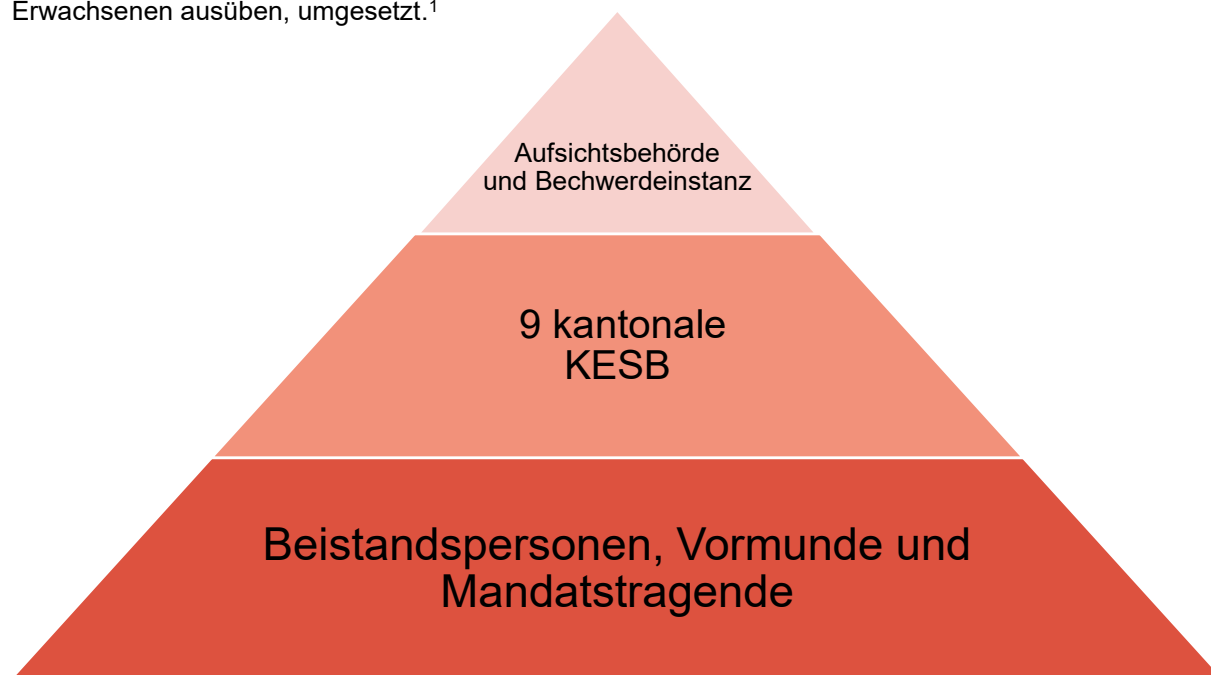 Erwachsenen ausüben, umgesetzt.¹
Aufsichtsbehörde
und Bechwerdeinstanz
9 kantonale
KESB
Beistandspersonen, Vormunde und
Mandatstragende